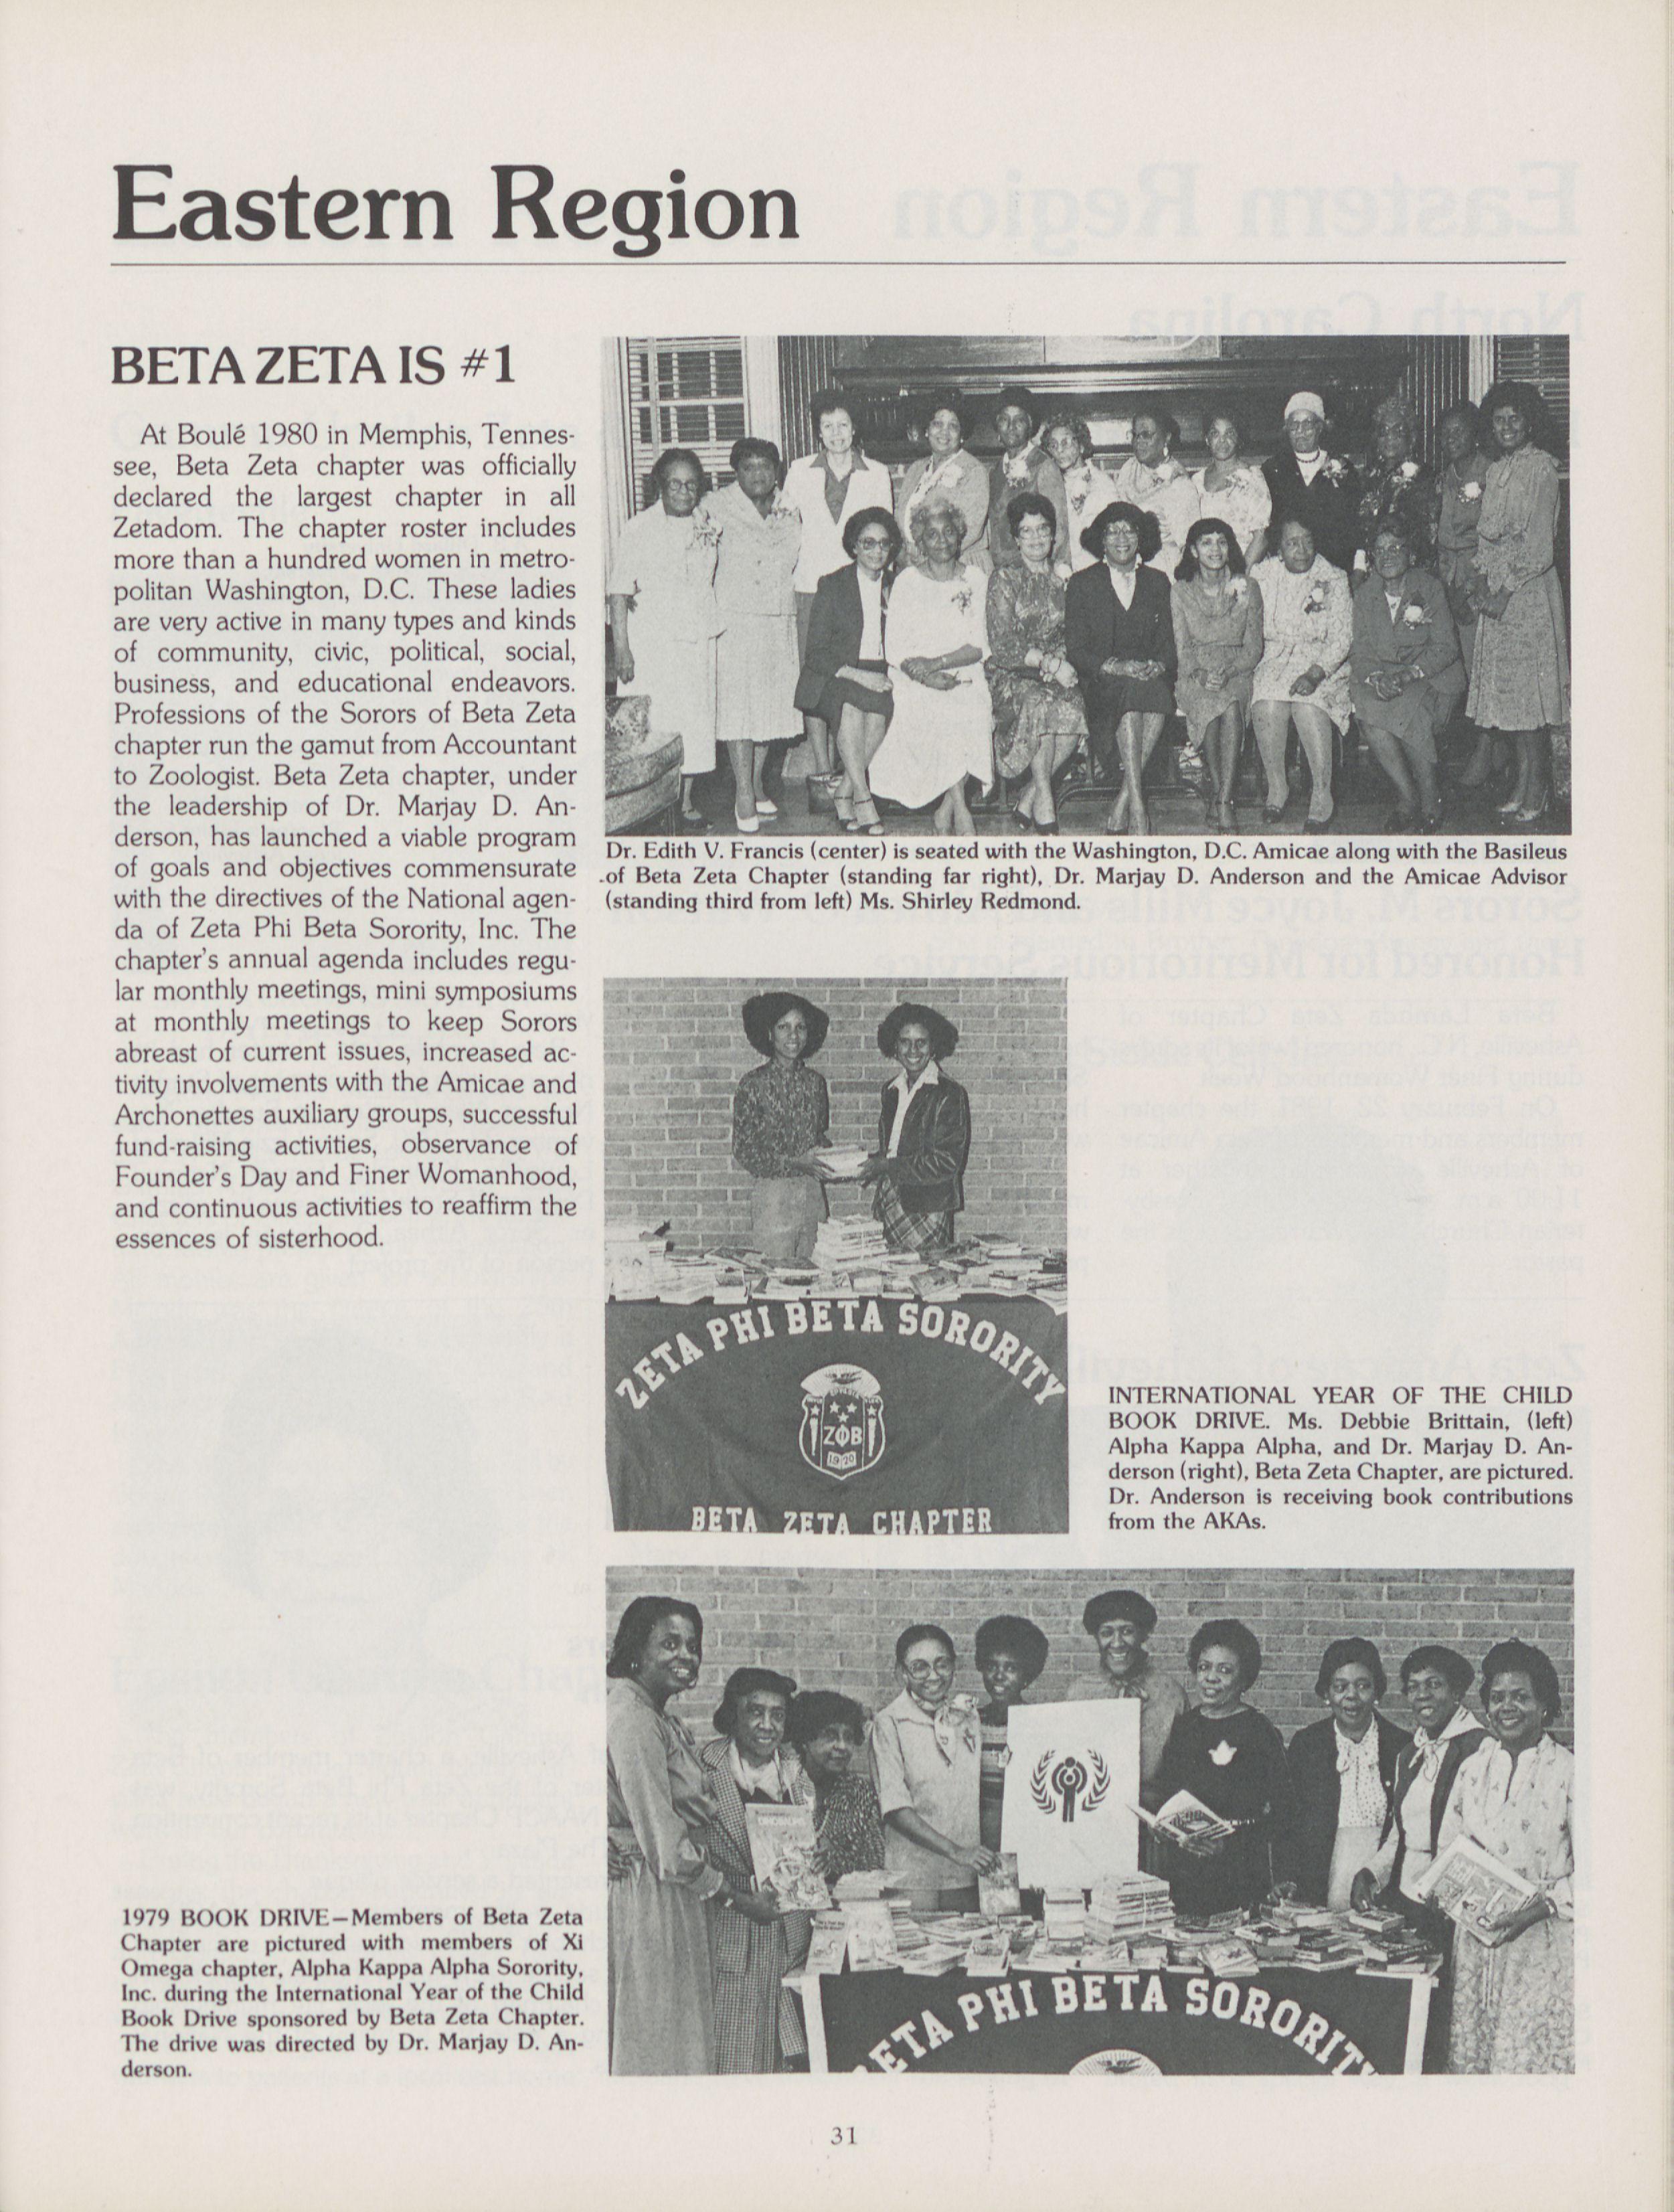 Eastern Region
BETA ZETA IS #1
At Boulé 1980 in Memphis, Tennes-
see, Beta Zeta chapter was officially
declared the largest chapter in all
Zetadom. The chapter roster includes
more than a hundred women in metro-
politan Washington, D.C. These ladies
are very active in many types and kinds
of community, civic, political, social,
business, and educational endeavors.
Professions of the Sorors of Beta Zeta
chapter run the gamut from Accountant
to Zoologist. Beta Zeta chapter, under
the leadership of Dr. Marjay D. An-
derson, has launched a viable program
of goals and objectives commensurate
with the directives of the National agen-
da of Zeta Phi Beta Sorority, Inc. The
chapter's annual agenda includes regu-
lar monthly meetings, mini symposiums
at monthly meetings to keep Sorors
abreast of current issues, increased ac-
tivity involvements with the Amicae and
Archonettes auxiliary groups, successful
fund-raising activities, observance of
Founder's Day and Finer Womanhood,
and continuous activities to reaffirm the
essences of sisterhood.
Dr. Edith V. Francis (center) is seated with the Washington, D.C. Amicae along with the Basileus
of Beta Zeta Chapter (standing far right), Dr. Marjay D. Anderson and the Amicae Advisor
(standing third from left) Ms. Shirley Redmond.
ZETA PHI BETA SORORITY
ΖΦΒ
1920
BETA ZETA CHAPTER
INTERNATIONAL YEAR OF THE CHILD
BOOK DRIVE. Ms. Debbie Brittain, (left)
Alpha Kappa Alpha, and Dr. Marjay D. An-
derson (right), Beta Zeta Chapter, are pictured.
Dr. Anderson is receiving book contributions
from the AKAs.
ETA PHI BETA SORORITY
1979 BOOK DRIVE—Members of Beta Zeta
Chapter are pictured with members of Xi
Omega chapter, Alpha Kappa Alpha Sorority,
Inc. during the International Year of the Child
Book Drive sponsored by Beta Zeta Chapter.
The drive was directed by Dr. Marjay D. An-
derson.
31